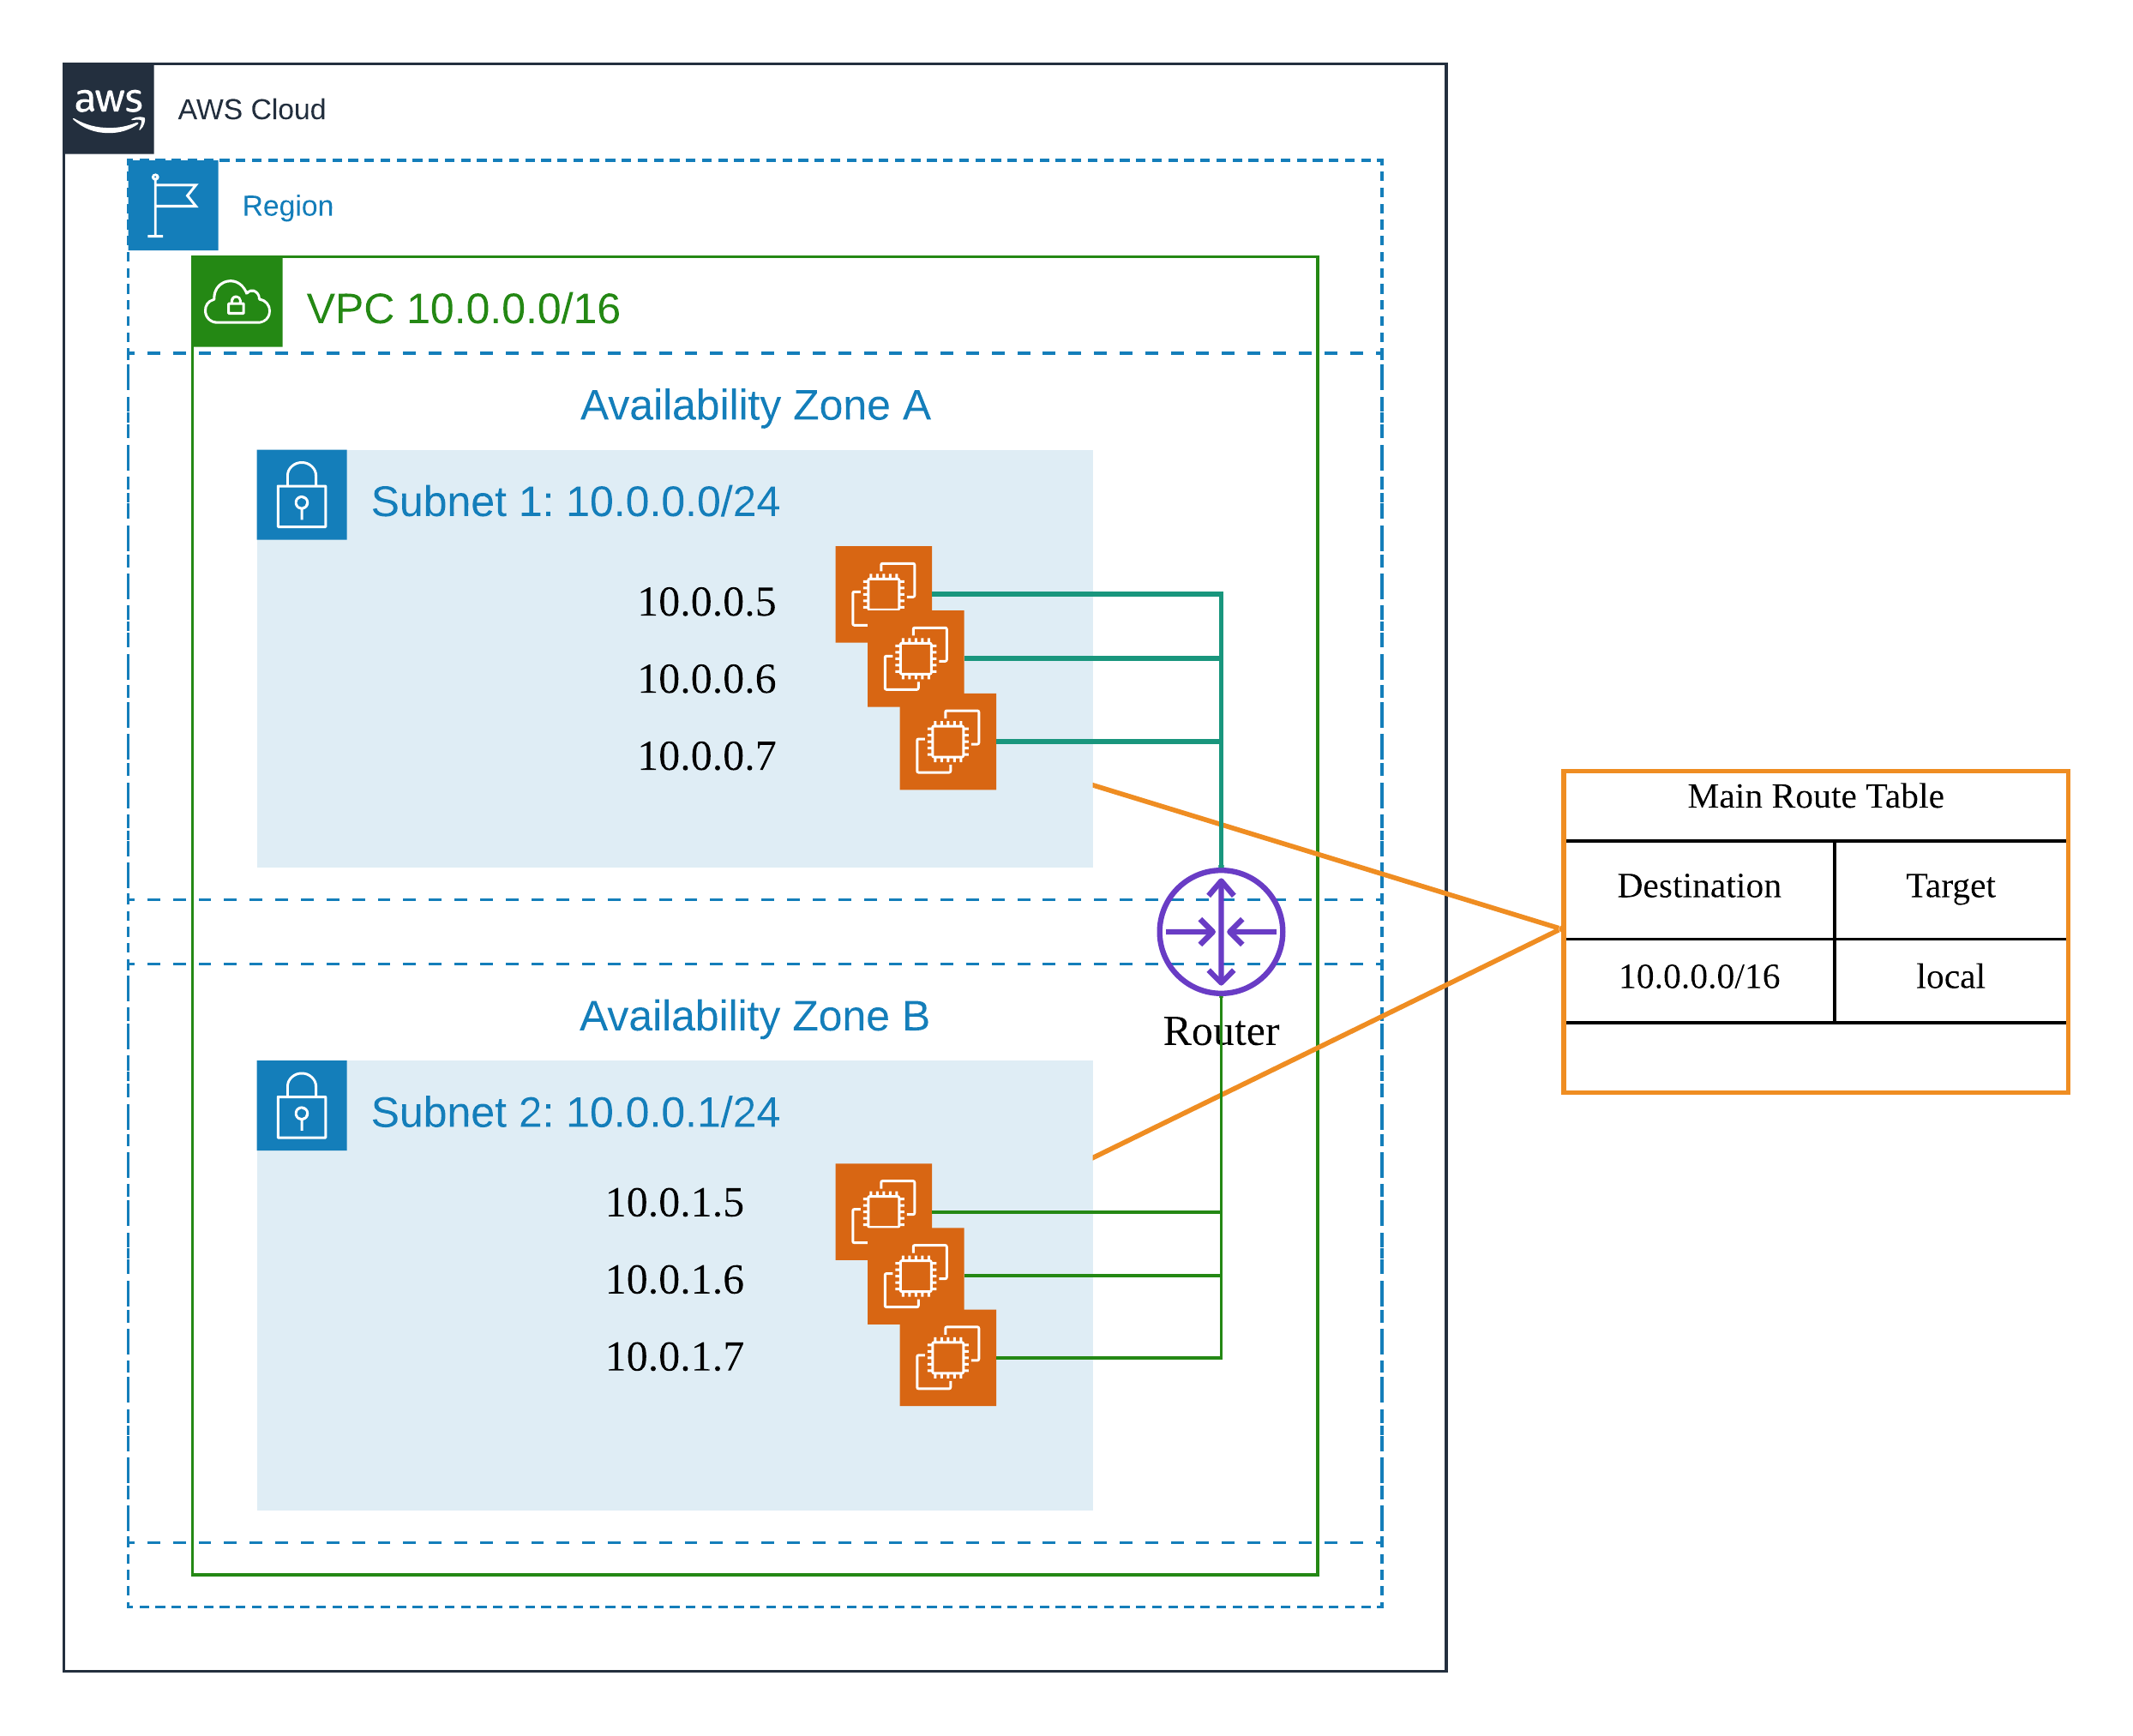 aws
AWS Cloud
Region
VPC 10.0.0.0/16
Availability Zone A
Subnet 1: 10.0.0.0/24
10.0.0.5
10.0.0.6
10.0.0.7
Router
Availability Zone B
Subnet 2: 10.0.0.1/24
10.0.1.5
10.0.1.6
10.0.1.7
Main Route Table
Destination Target
10.0.0.0/16 local